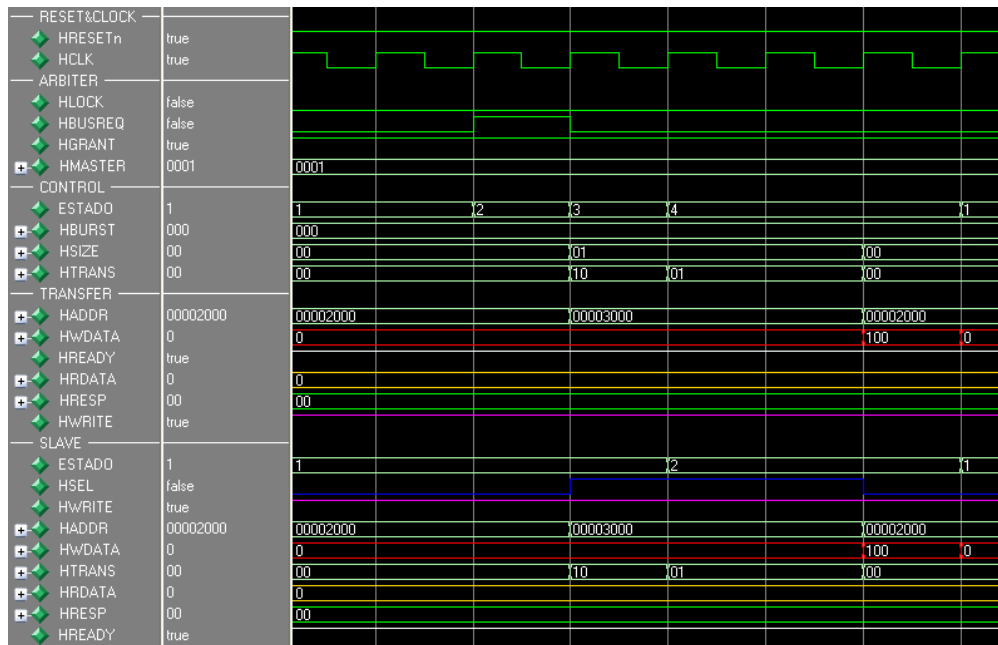 RESET&CLOCK
HRESETn true
HCLK true
ARBITER
HLOCK false
HBUSREQ false
HGRANT true
HMASTER 0001 0001
CONTROL
ESTADO 1 1 2 3 4 1
HBURST 000 000
HSIZE 00 00 01 00
HTRANS 00 00 10 01 00
TRANSFER
HADDR 00002000 00002000 00003000 00002000
HWDATA 0 0 100 0
HREADY true
HRDATA 0 0
HRESP 00 00
HWRITE true
SLAVE
ESTADO 1 1 2 1
HSEL false
HWRITE true
HADDR 00002000 00002000 00003000 00002000
HWDATA 0 0 100 0
HTRANS 00 00 10 01 00
HRDATA 0 0
HRESP 00 00
HREADY true